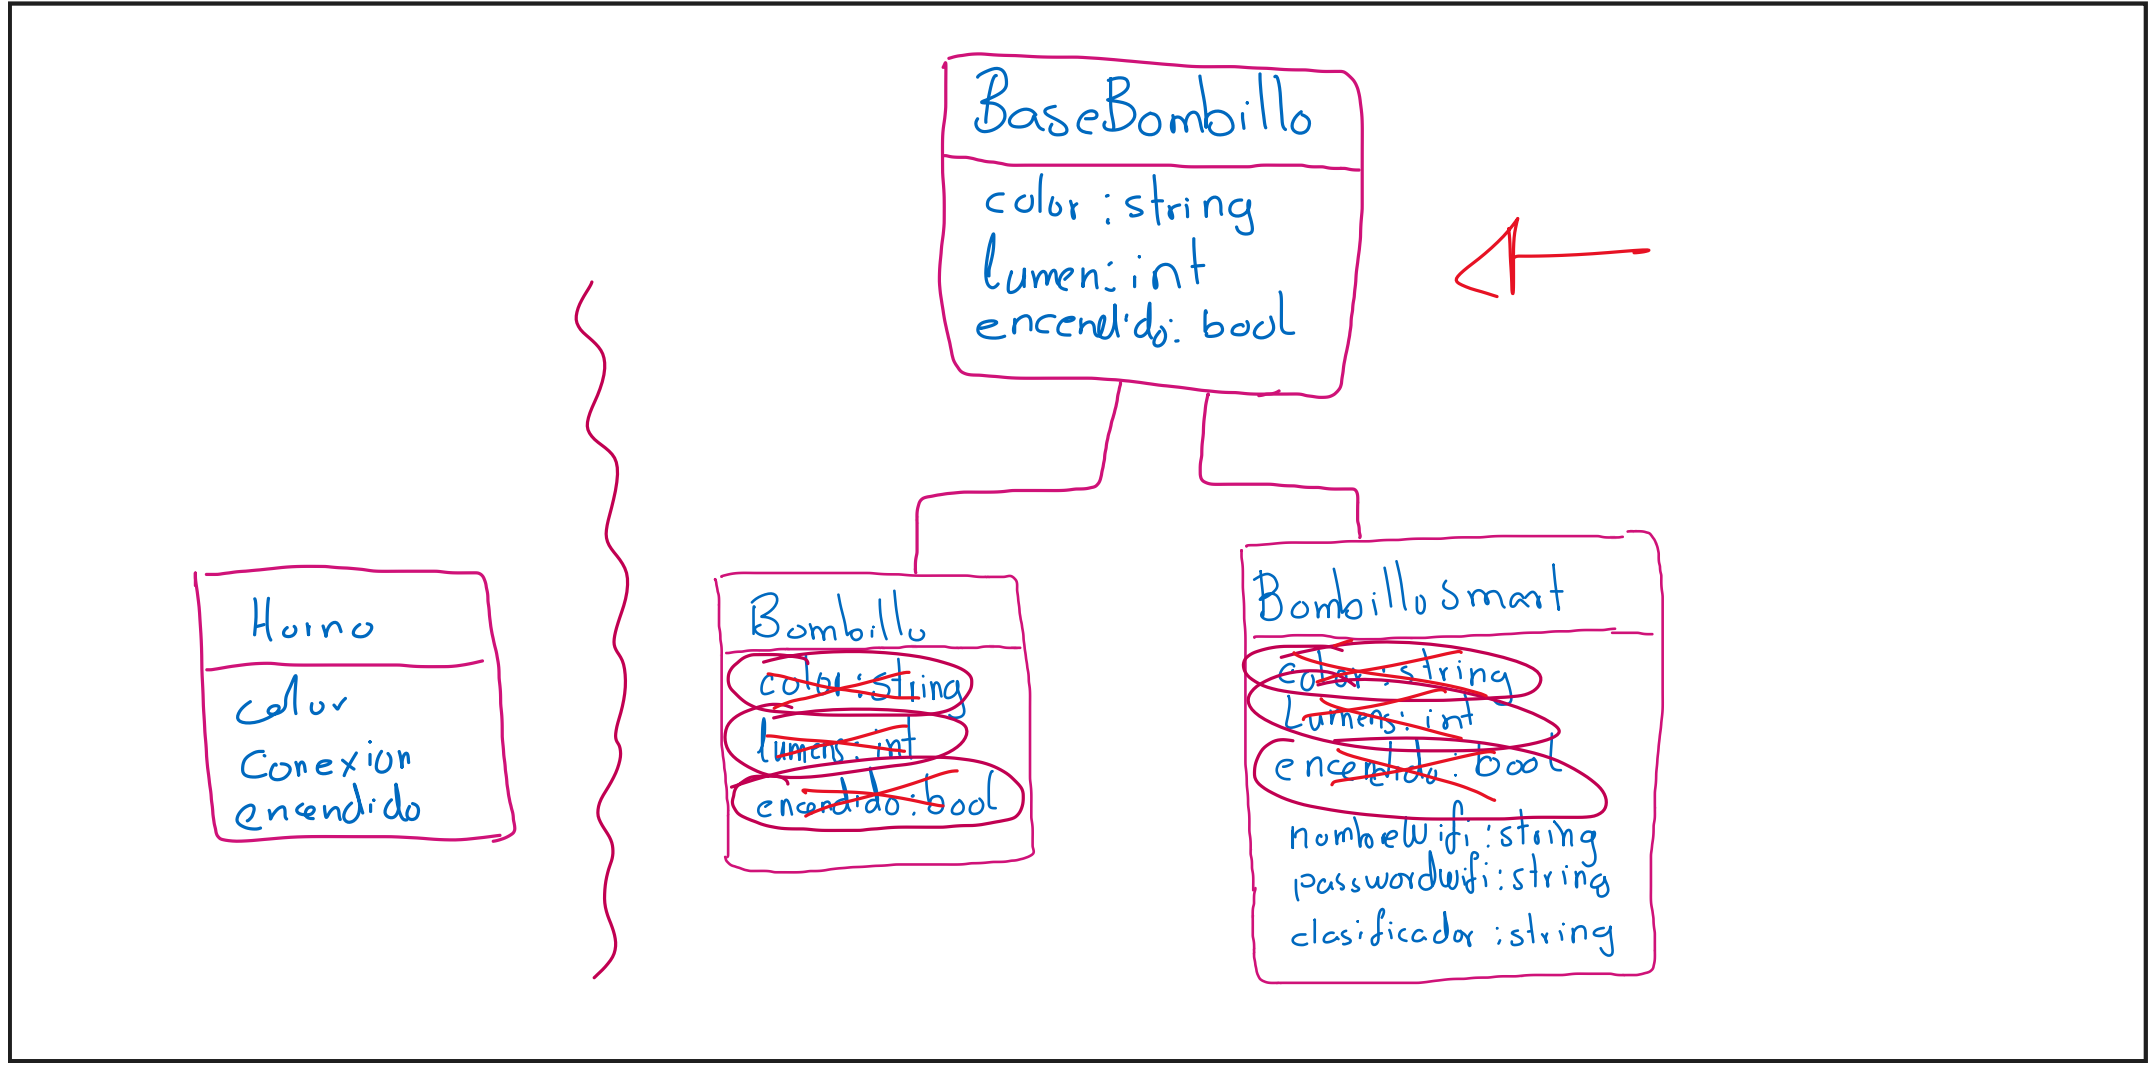 BaseBombillo
color : string
lumen: int
encendido: bool
Horno
color
Conexion
encendido
Bombillo
color : string
lumens: int
encendido: bool
Bombillo smart
color : string
Lumens: int
encendido: bool
nombreWifi : string
passwordwifi : string
clasificador : string